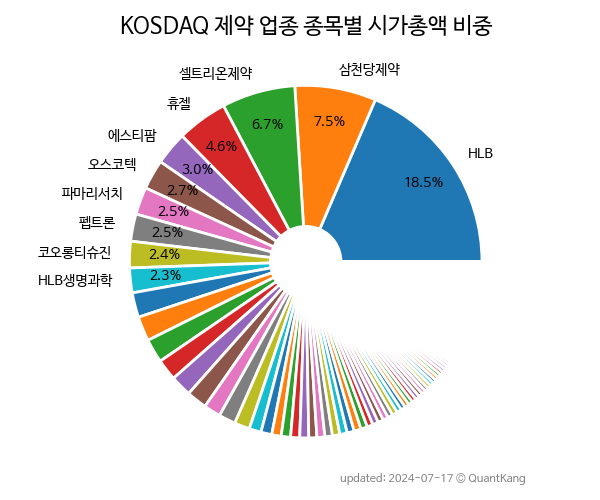 KOSDAQ 제약 업종 종목별 시가총액 비중
삼천당제약
셀트리온제약
휴젤
에스티팜
오스코텍
파마리서치
펩트론
코오롱티슈진
HLB생명과학
HLB
7.5%
6.7%
4.6%
3.0%
2.7%
2.5%
2.5%
2.4%
2.3%
18.5%
updated: 2024-07-17 © QuantKang